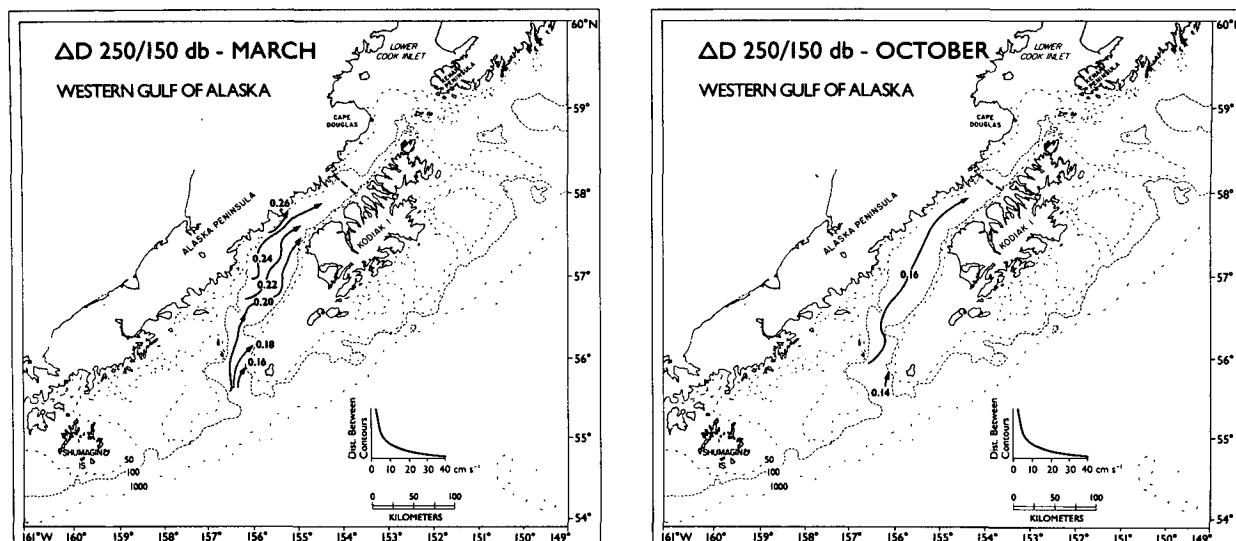 ΔD 250/150 db - MARCH
WESTERN GULF OF ALASKA
LOWER
COOK INLET
KENAI
PENINSULA
CAPE
DOUGLAS
ALASKA PENINSULA
KODIAK
0.26
0.24
0.22
0.20
0.18
0.16
SHUMAGIN
IS
50
100
1000
Dist. Between
Contours
0 10 20 30 40 cm s⁻¹
0 50 100
KILOMETERS
60°N
59°
58°
57°
56°
55°
54°
161°W 160° 159° 158° 157° 156° 155° 154° 153° 152° 151° 150° 149°
ΔD 250/150 db - OCTOBER
WESTERN GULF OF ALASKA
LOWER
COOK INLET
KENAI
PENINSULA
CAPE
DOUGLAS
ALASKA PENINSULA
KODIAK
0.16
0.14
SHUMAGIN
IS
50
100
1000
Dist. Between
Contours
0 10 20 30 40 cm s⁻¹
0 50 100
KILOMETERS
60°N
59°
58°
57°
56°
55°
54°
161°W 160° 159° 158° 157° 156° 155° 154° 153° 152° 151° 150° 149°